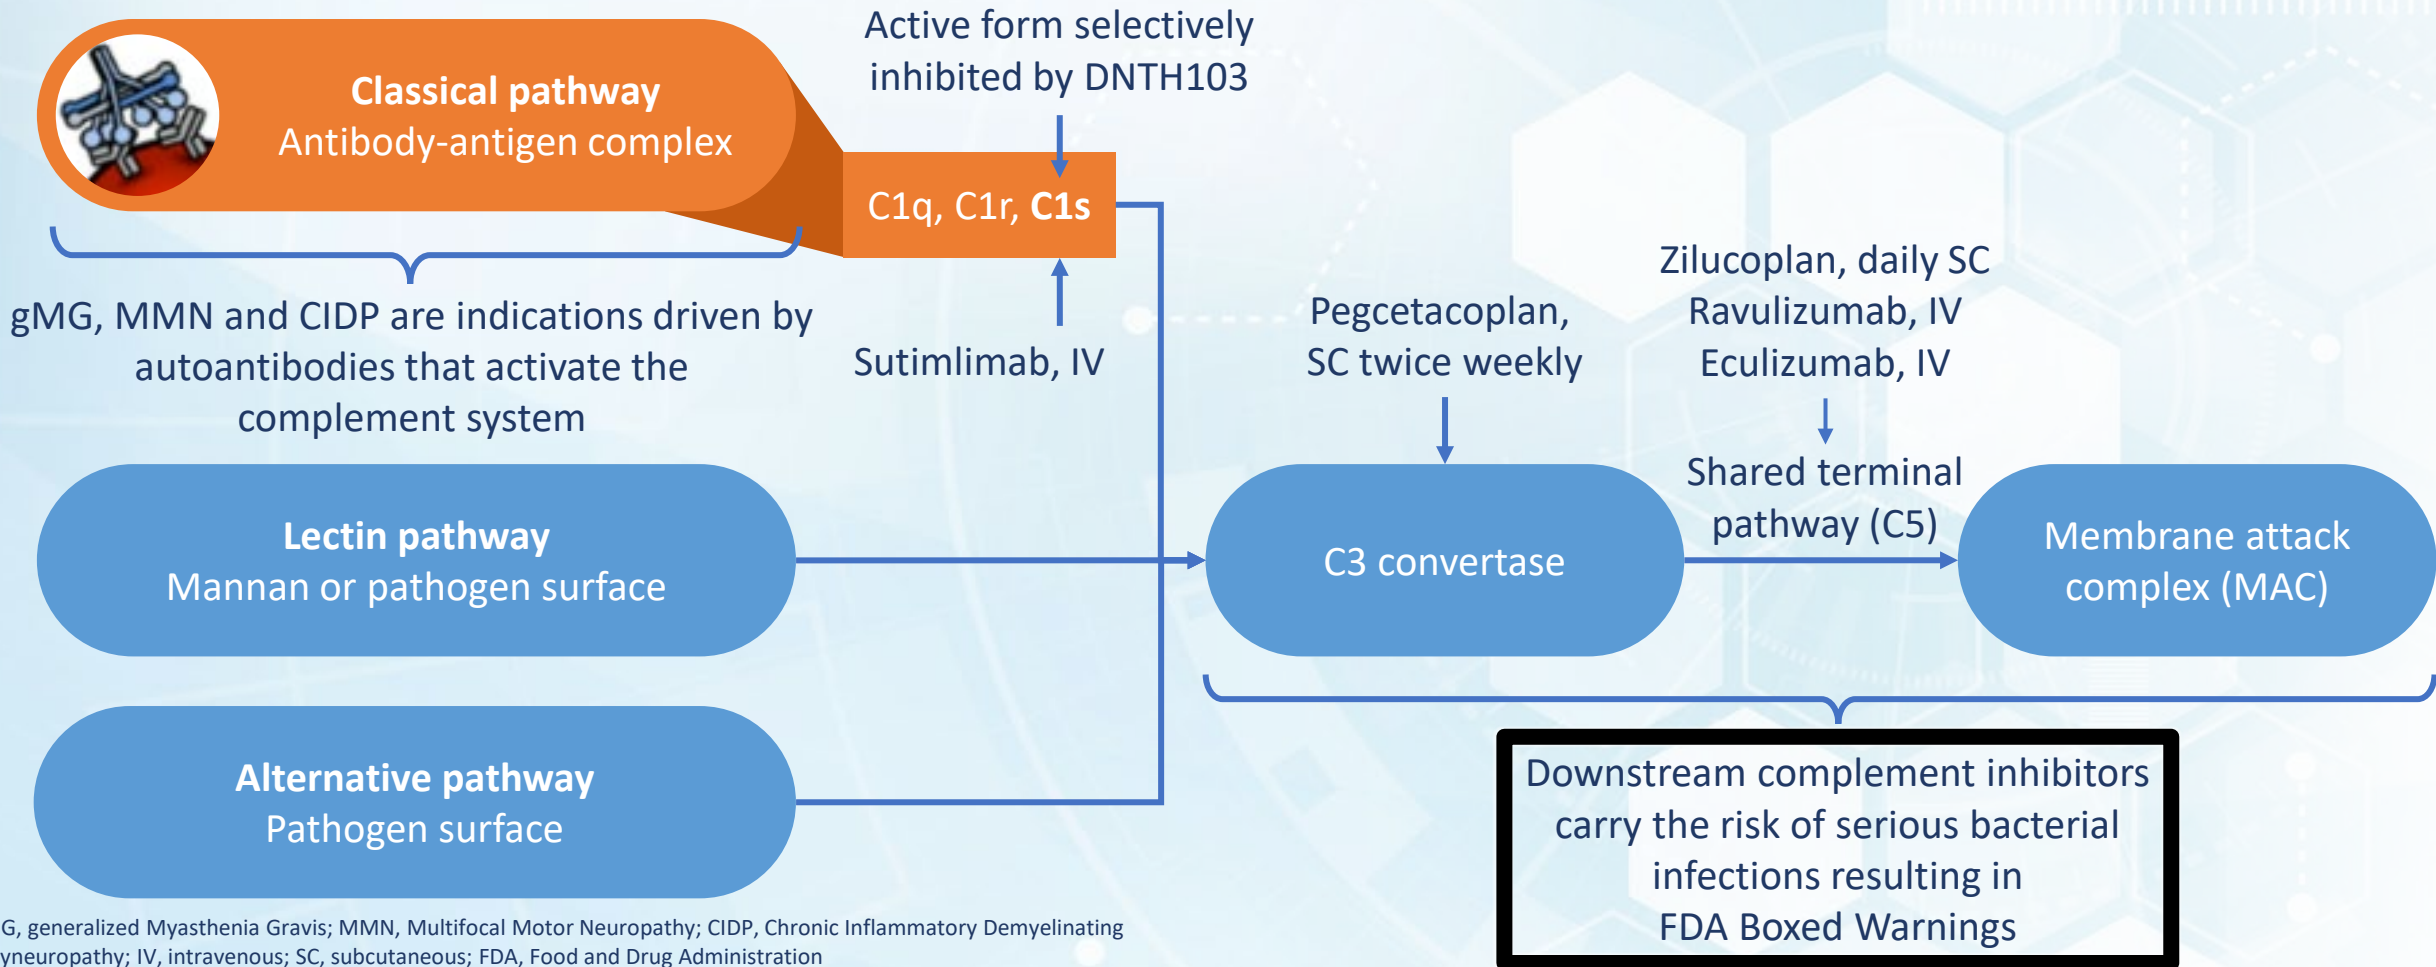 Active form selectively
inhibited by DNTH103
Classical pathway
Antibody-antigen complex
C1q, C1r, C1s
gMG, MMN and CIDP are indications driven by
autoantibodies that activate the
complement system
Sutimlimab, IV
Pegcetacoplan,
SC twice weekly
Zilucoplan, daily SC
Ravulizumab, IV
Eculizumab, IV
Shared terminal
pathway (C5)
Lectin pathway
Mannan or pathogen surface
C3 convertase
Membrane attack
complex (MAC)
Alternative pathway
Pathogen surface
Downstream complement inhibitors
carry the risk of serious bacterial
infections resulting in
FDA Boxed Warnings
G, generalized Myasthenia Gravis; MMN, Multifocal Motor Neuropathy; CIDP, Chronic Inflammatory Demyelinating
yneuropathy; IV, intravenous; SC, subcutaneous; FDA, Food and Drug Administration